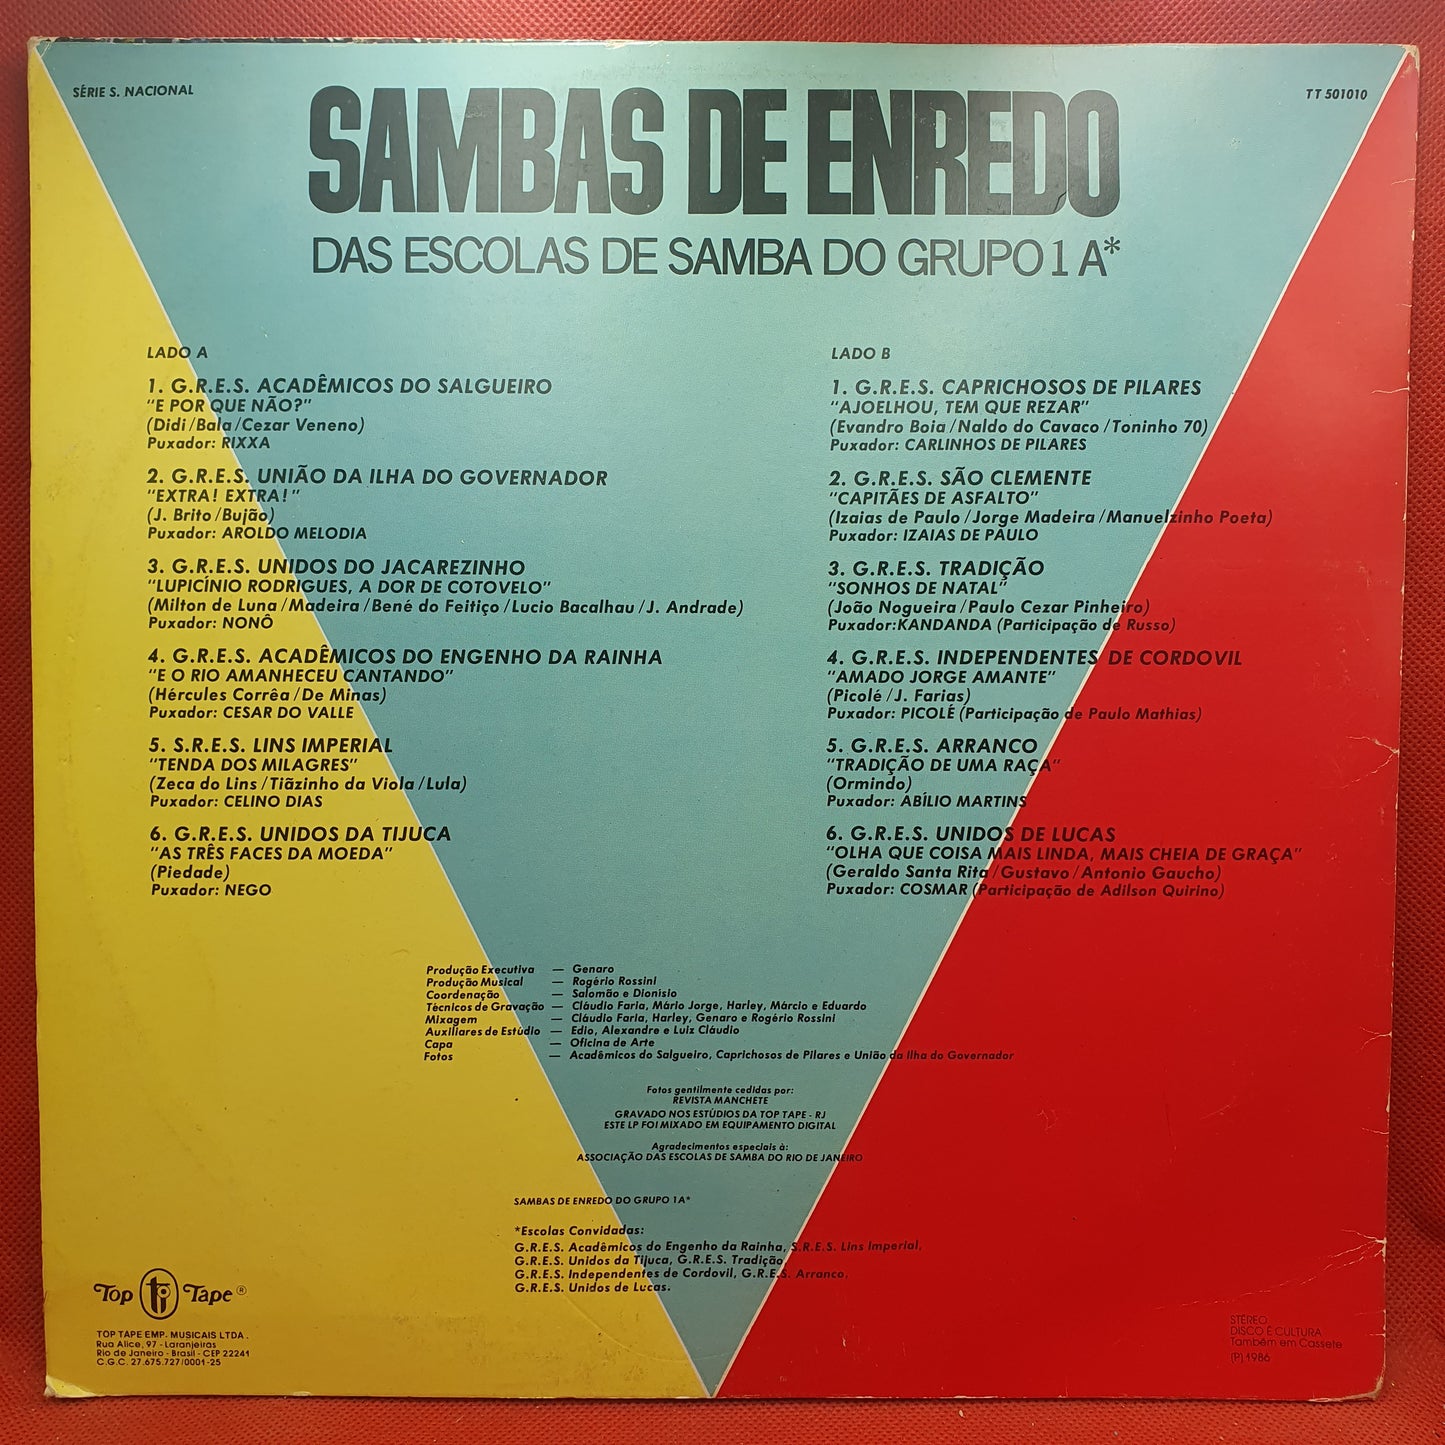 SÉRIE S. NACIONAL
TT 501010
SAMBAS DE ENREDO
DAS ESCOLAS DE SAMBA DO GRUPO 1 A*
LADO A
1. G.R.E.S. ACADÊMICOS DO SALGUEIRO
"E POR QUE NÃO?"
(Didi/Bala/Cezar Veneno)
Puxador: RIXXA
2. G.R.E.S. UNIÃO DA ILHA DO GOVERNADOR
"EXTRA! EXTRA!"
(J. Brito/Bujão)
Puxador: AROLDO MELODIA
3. G.R.E.S. UNIDOS DO JACAREZINHO
"LUPICÍNIO RODRIGUES, A DOR DE COTOVELO"
(Milton de Luna/Madeira/Bené do Feitiço/Lucio Bacalhau/J. Andrade)
Puxador: NONÔ
4. G.R.E.S. ACADÊMICOS DO ENGENHO DA RAINHA
"E O RIO AMANHECEU CANTANDO"
(Hércules Corrêa/De Minas)
Puxador: CESAR DO VALLE
5. S.R.E.S. LINS IMPERIAL
"TENDA DOS MILAGRES"
(Zeca do Lins/Tiãzinho da Viola/Lula)
Puxador: CELINO DIAS
6. G.R.E.S. UNIDOS DA TIJUCA
"AS TRÊS FACES DA MOEDA"
(Piedade)
Puxador: NEGO
LADO B
1. G.R.E.S. CAPRICHOSOS DE PILARES
"AJOELHOU, TEM QUE REZAR"
(Evandro Boia/Naldo do Cavaco/Toninho 70)
Puxador: CARLINHOS DE PILARES
2. G.R.E.S. SÃO CLEMENTE
"CAPITÃES DE ASFALTO"
(Izaias de Paulo/Jorge Madeira/Manuelzinho Poeta)
Puxador: IZAIAS DE PAULO
3. G.R.E.S. TRADIÇÃO
"SONHOS DE NATAL"
(João Nogueira/Paulo Cezar Pinheiro)
Puxador:KANDANDA (Participação de Russo)
4. G.R.E.S. INDEPENDENTES DE CORDOVIL
"AMADO JORGE AMANTE"
(Picolé/J. Farias)
Puxador: PICOLÉ (Participação de Paulo Mathias)
5. G.R.E.S. ARRANCO
"TRADIÇÃO DE UMA RAÇA"
(Ormindo)
Puxador: ABÍLIO MARTINS
6. G.R.E.S. UNIDOS DE LUCAS
"OLHA QUE COISA MAIS LINDA, MAIS CHEIA DE GRAÇA"
(Geraldo Santa Rita/Gustavo/Antonio Gaucho)
Puxador: COSMAR (Participação de Adilson Quirino)
Produção Executiva — Genaro
Produção Musical — Rogério Rossini
Coordenação — Salomão e Dionísio
Técnicos de Gravação — Cláudio Faria, Mário Jorge, Harley, Márcio e Eduardo
Mixagem — Cláudio Faria, Harley, Genaro e Rogério Rossini
Auxiliares de Estúdio — Edio, Alexandre e Luiz Cláudio
Capa — Oficina de Arte
Fotos — Acadêmicos do Salgueiro, Caprichosos de Pilares e União da Ilha do Governador
Fotos gentilmente cedidas por:
REVISTA MANCHETE
GRAVADO NOS ESTÚDIOS DA TOP TAPE - RJ
ESTE LP FOI MIXADO EM EQUIPAMENTO DIGITAL
Agradecimentos especiais à:
ASSOCIAÇÃO DAS ESCOLAS DE SAMBA DO RIO DE JANEIRO
SAMBAS DE ENREDO DO GRUPO 1A*
*Escolas Convidadas:
G.R.E.S. Acadêmicos do Engenho da Rainha, S.R.E.S. Lins Imperial,
G.R.E.S. Unidos da Tijuca, G.R.E.S. Tradição,
G.R.E.S. Independentes de Cordovil, G.R.E.S. Arranco,
G.R.E.S. Unidos de Lucas.
Top tt Tape ®
TOP TAPE EMP. MUSICAIS LTDA.
Rua Alice, 97 - Laranjeiras
Rio de Janeiro - Brasil - CEP 22241
C.G.C. 27.675.727/0001-25
STÉREO
DISCO É CULTURA
Também em Cassete
(P) 1986